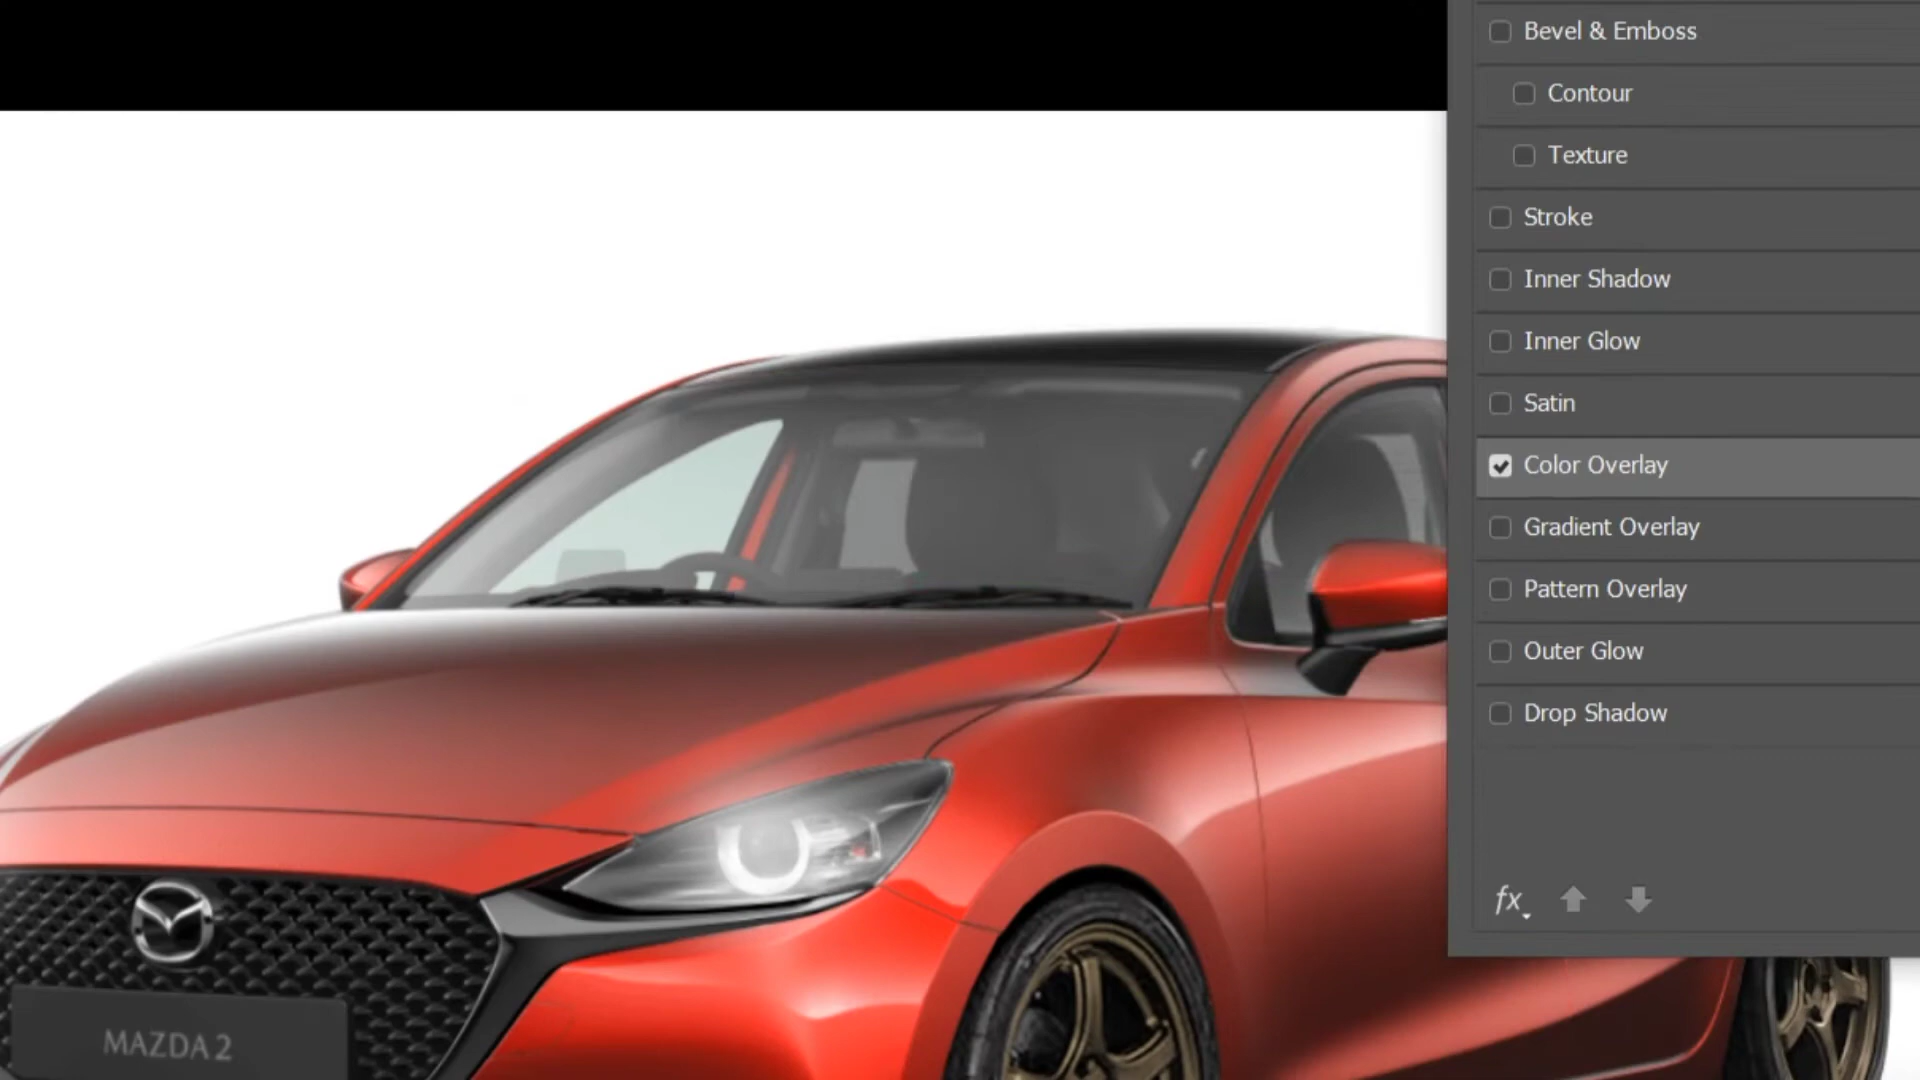 Bevel & Emboss
Contour
Texture
Stroke
Inner Shadow
Inner Glow
Satin
Color Overlay
Gradient Overlay
Pattern Overlay
Outer Glow
Drop Shadow
fx
MAZDA 2